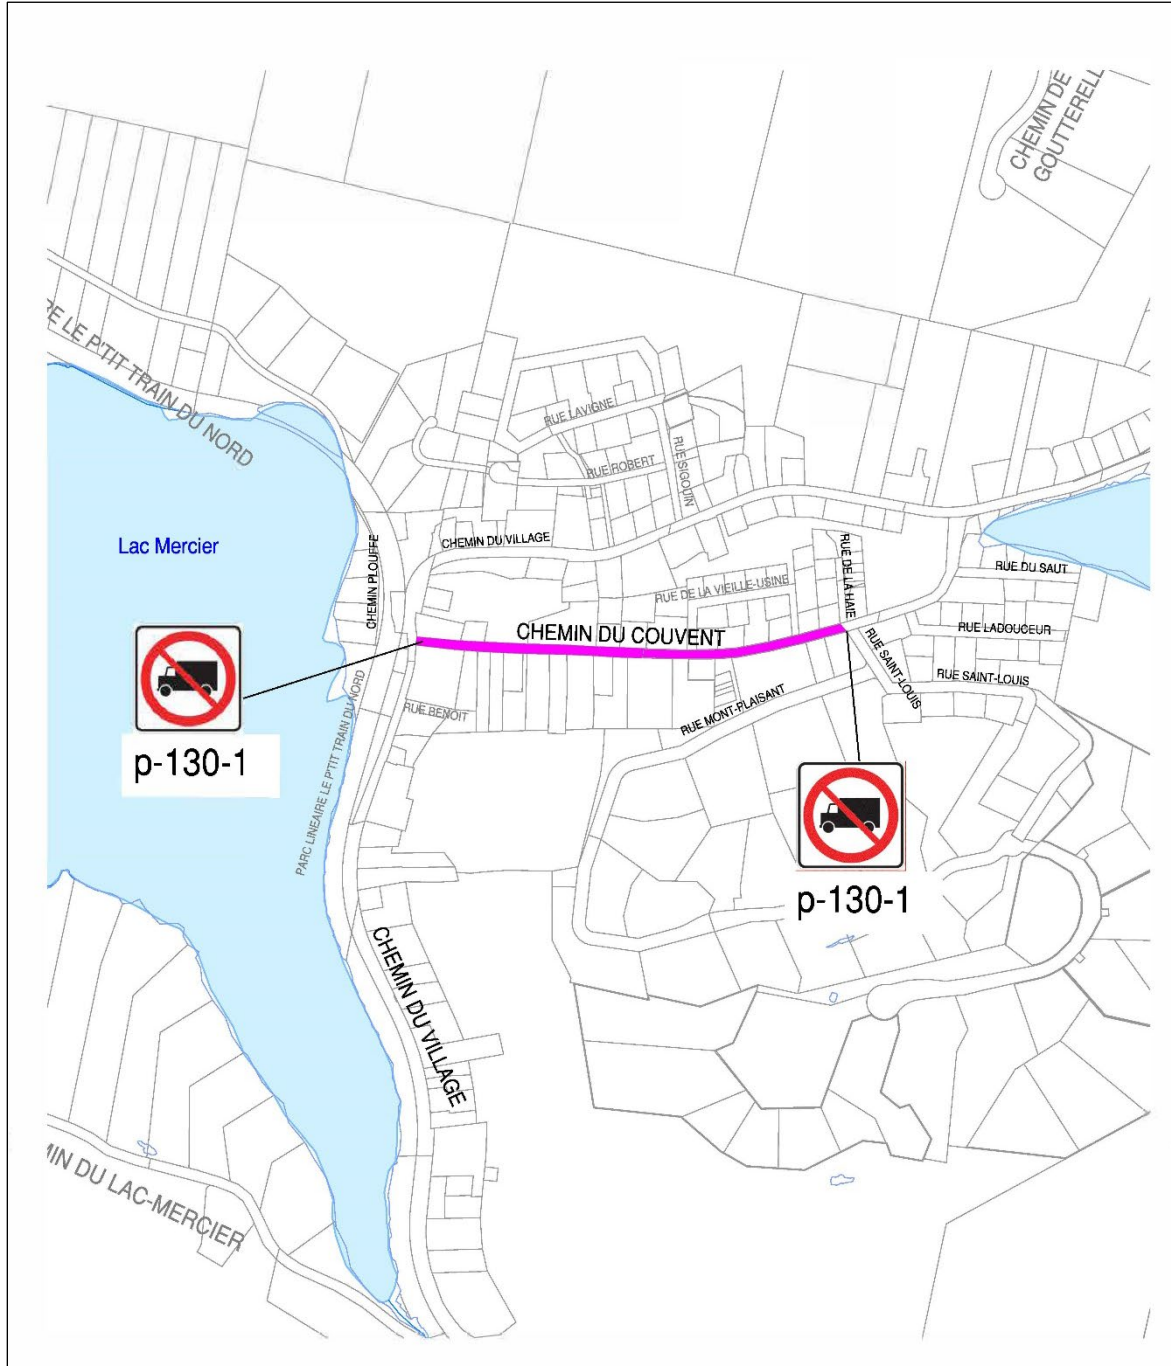 CHEMIN DE
GOUTTERELL
RE LE P'TIT TRAIN DU NORD
RUE LAVIGNE
RUE ROBERT
RUE SIGOUIN
Lac Mercier
CHEMIN PLOUFFE
CHEMIN DU VILLAGE
RUE DE LA VIEILLE-USINE
RUE DE LA HAIE
RUE DU SAUT
CHEMIN DU COUVENT
RUE LADOUCEUR
RUE SAINT-LOUIS
RUE SAINT-LOUIS
RUE MONT-PLAISANT
RUE BENOIT
PARC LINEAIRE LE P'TIT TRAIN DU NORD
p-130-1
p-130-1
CHEMIN DU VILLAGE
MIN DU LAC-MERCIER